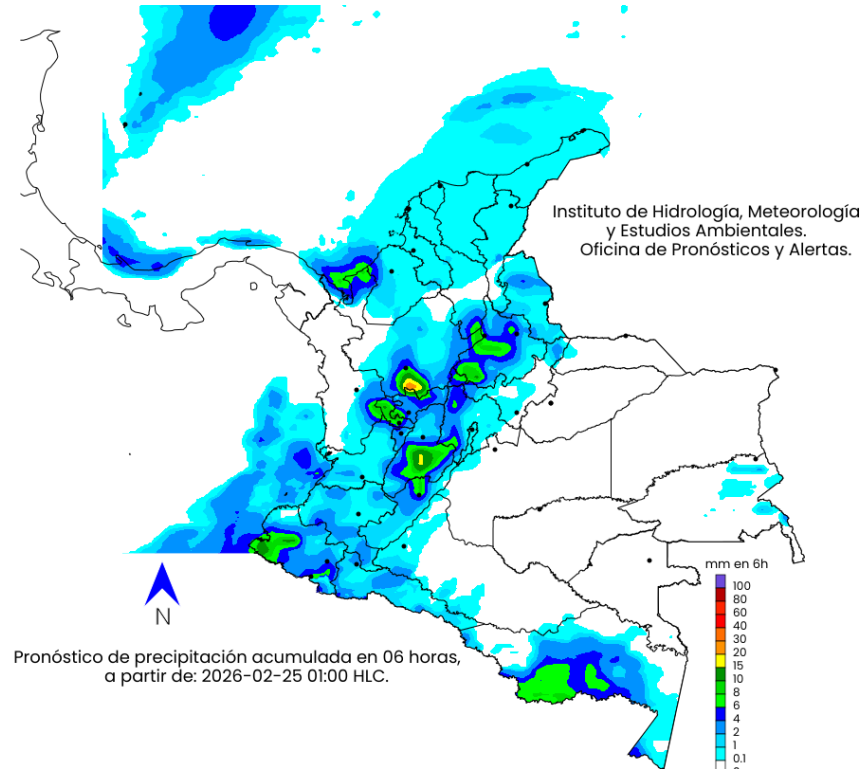 Instituto de Hidrología, Meteorología
y Estudios Ambientales.
Oficina de Pronósticos y Alertas.
N
Pronóstico de precipitación acumulada en 06 horas,
a partir de: 2026-02-25 01:00 HLC.
mm en 6h
100
80
60
40
30
20
15
10
8
6
4
2
1
0.1
0